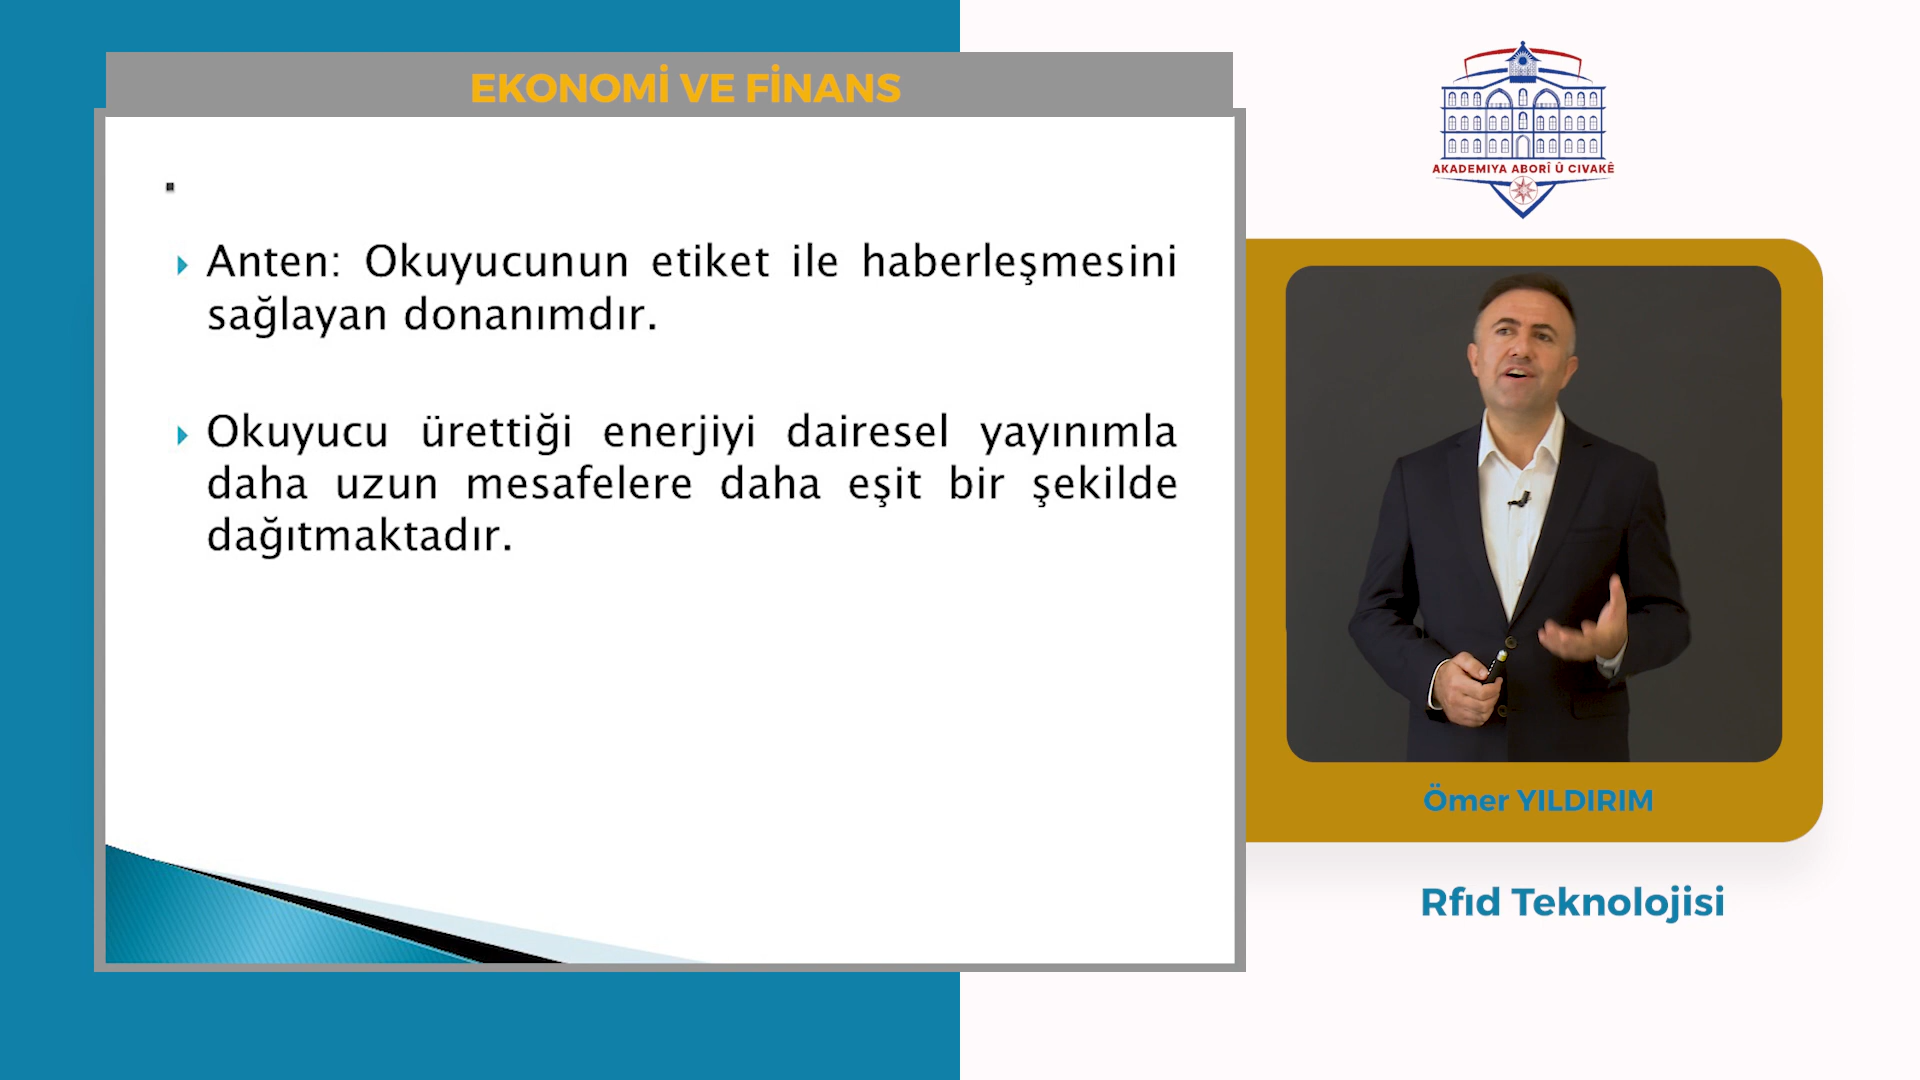 EKONOMİ VE FİNANS
Anten: Okuyucunun etiket ile haberleşmesini
sağlayan donanımdır.
Okuyucu ürettiği enerjiyi dairesel yayınımla
daha uzun mesafelere daha eşit bir şekilde
dağıtmaktadır.
AKADEMIYA ABORÎ Û CIVAKÊ
Ömer YILDIRIM
Rfıd Teknolojisi